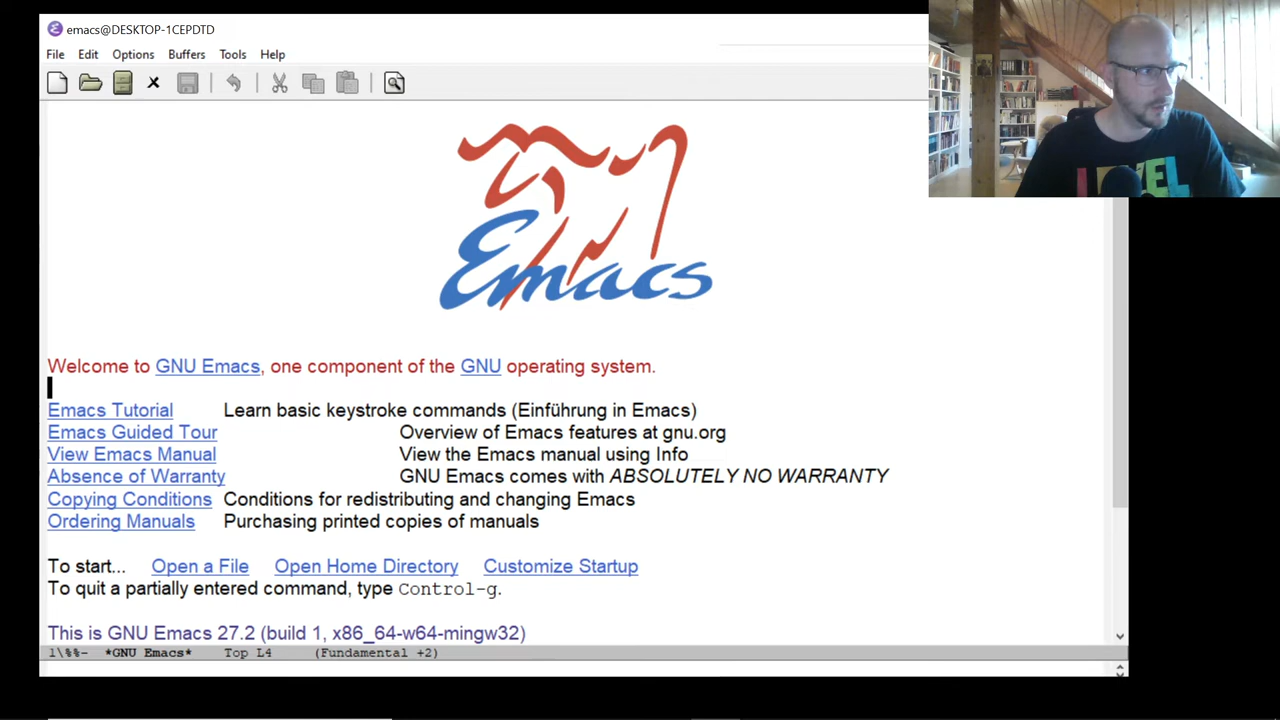 emacs@DESKTOP-1CEPDTD
File Edit Options Buffers Tools Help
Emacs
Welcome to GNU Emacs, one component of the GNU operating system.
Emacs Tutorial Learn basic keystroke commands (Einführung in Emacs)
Emacs Guided Tour Overview of Emacs features at gnu.org
View Emacs Manual View the Emacs manual using Info
Absence of Warranty GNU Emacs comes with ABSOLUTELY NO WARRANTY
Copying Conditions Conditions for redistributing and changing Emacs
Ordering Manuals Purchasing printed copies of manuals
To start... Open a File Open Home Directory Customize Startup
To quit a partially entered command, type Control-g.
This is GNU Emacs 27.2 (build 1, x86_64-w64-mingw32)
1\%%- *GNU Emacs* Top L4 (Fundamental +2)